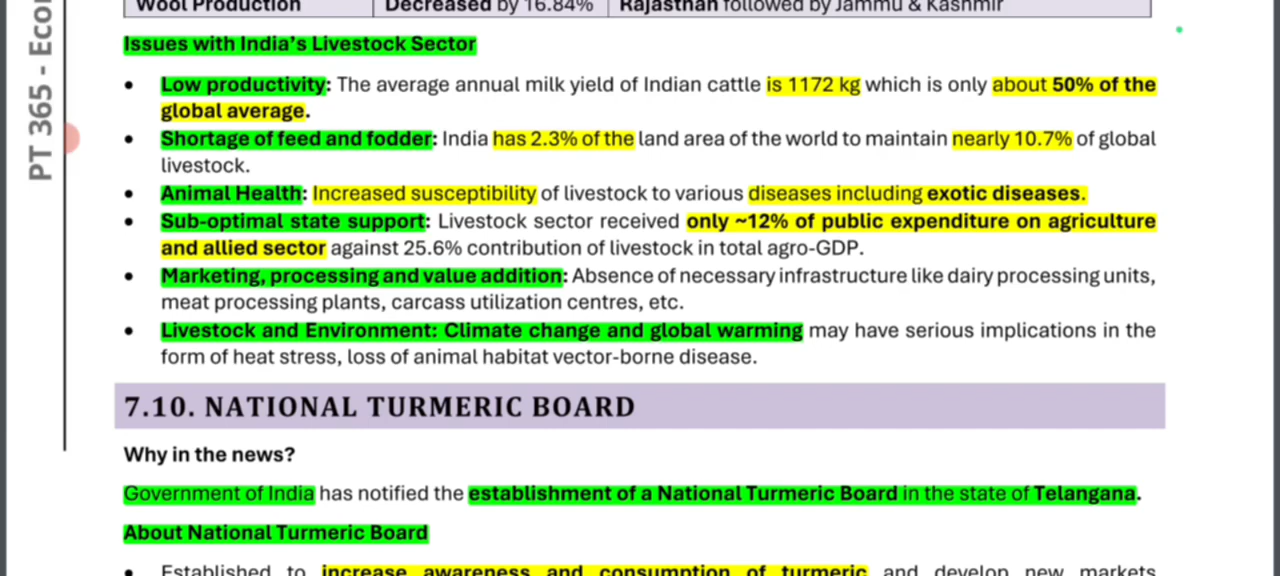 Wool Production Decreased by 16.84% Rajasthan followed by Jammu & Kashmir
PT 365 - Econ
Issues with India's Livestock Sector
• Low productivity: The average annual milk yield of Indian cattle is 1172 kg which is only about 50% of the
global average.
• Shortage of feed and fodder: India has 2.3% of the land area of the world to maintain nearly 10.7% of global
livestock.
• Animal Health: Increased susceptibility of livestock to various diseases including exotic diseases.
• Sub-optimal state support: Livestock sector received only ~12% of public expenditure on agriculture
and allied sector against 25.6% contribution of livestock in total agro-GDP.
• Marketing, processing and value addition: Absence of necessary infrastructure like dairy processing units,
meat processing plants, carcass utilization centres, etc.
• Livestock and Environment: Climate change and global warming may have serious implications in the
form of heat stress, loss of animal habitat vector-borne disease.
7.10. NATIONAL TURMERIC BOARD
Why in the news?
Government of India has notified the establishment of a National Turmeric Board in the state of Telangana.
About National Turmeric Board
• Established to increase awareness and consumption of turmeric and develop new markets